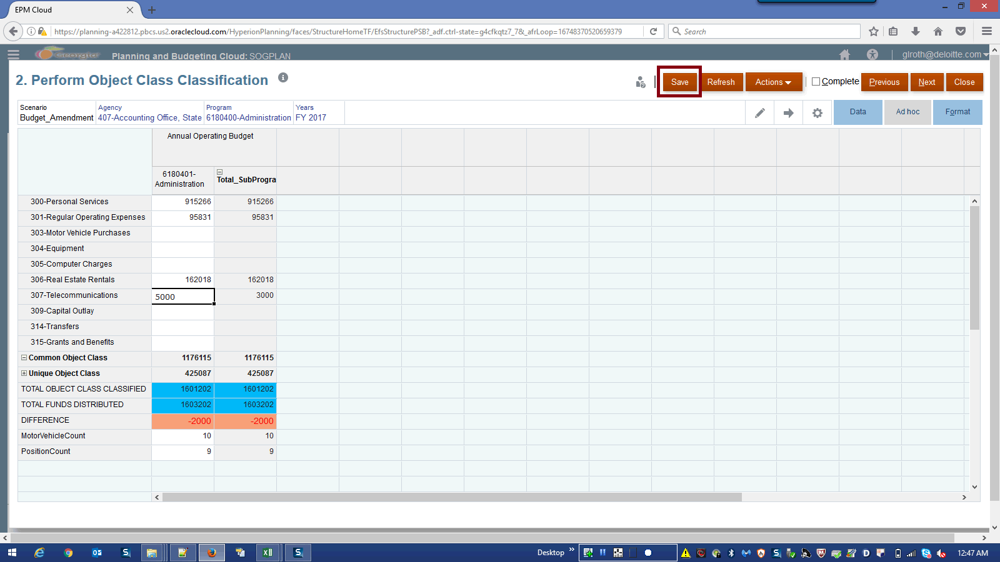 EPM Cloud
https://planning-a422812.pbcs.us2.oraclecloud.com/HyperionPlanning/faces/StructureHomeTF/EfsStructurePSB?_adf.ctrl-state=g4cfkqtz7_7&_afrLoop=16748370520659379
Search
Georgia Planning and Budgeting Cloud: SOGPLAN
glroth@deloitte.com
2. Perform Object Class Classification
Save Refresh Actions Complete Previous Next Close
Scenario Agency Program Years
Budget_Amendment 407-Accounting Office, State 6180400-Administration FY 2017
Data Ad hoc Format
Annual Operating Budget
6180401-
Administration Total_SubProgra
300-Personal Services 915266 915266
301-Regular Operating Expenses 95831 95831
303-Motor Vehicle Purchases
304-Equipment
305-Computer Charges
306-Real Estate Rentals 162018 162018
307-Telecommunications 5000 3000
309-Capital Outlay
314-Transfers
315-Grants and Benefits
Common Object Class 1176115 1176115
Unique Object Class 425087 425087
TOTAL OBJECT CLASS CLASSIFIED 1601202 1601202
TOTAL FUNDS DISTRIBUTED 1603202 1603202
DIFFERENCE -2000 -2000
MotorVehicleCount 10 10
PositionCount 9 9
Desktop 12:47 AM